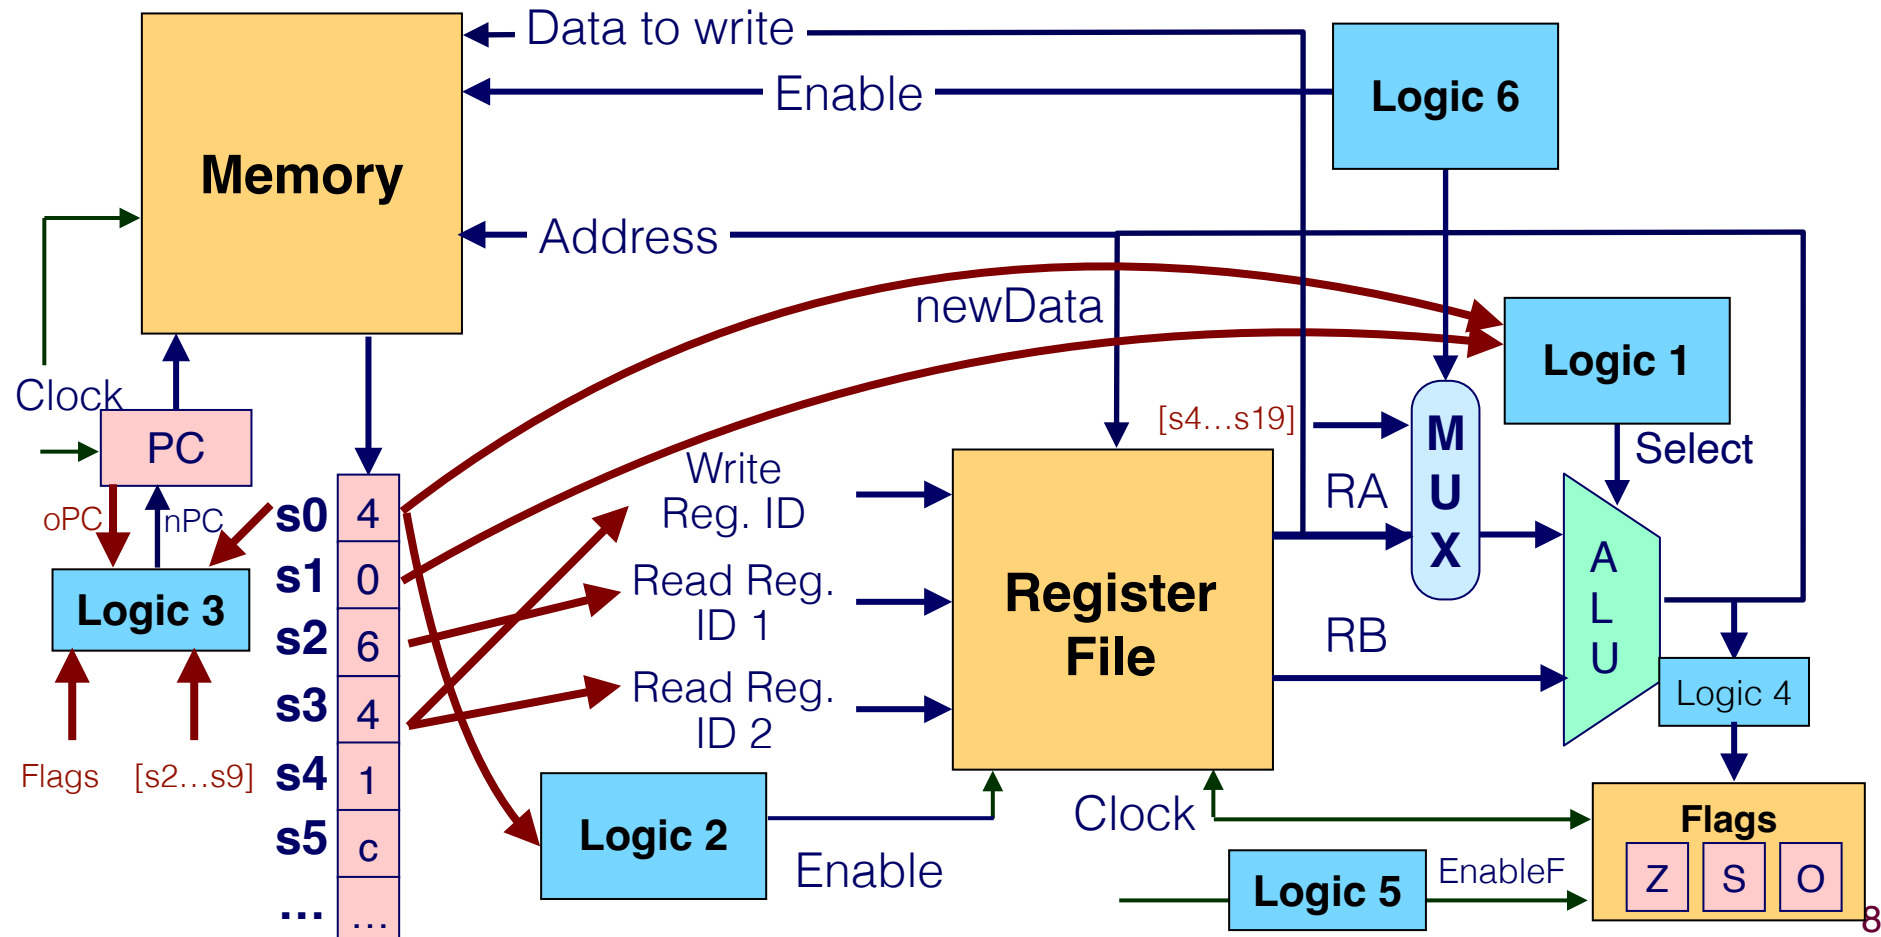 Data to write
Enable
Logic 6
Memory
Address
newData
Logic 1
Clock
[s4...s19]
M
U
X
Select
PC
Write
Reg. ID
RA
oPC
nPC
s0
4
s1
0
Read Reg.
ID 1
Register
File
A
L
U
Logic 3
s2
6
RB
s3
4
Read Reg.
ID 2
Logic 4
Flags
[s2...s9]
s4
1
Clock
Flags
s5
c
Logic 2
Enable
Logic 5
EnableF
Z
S
O
...
...
8